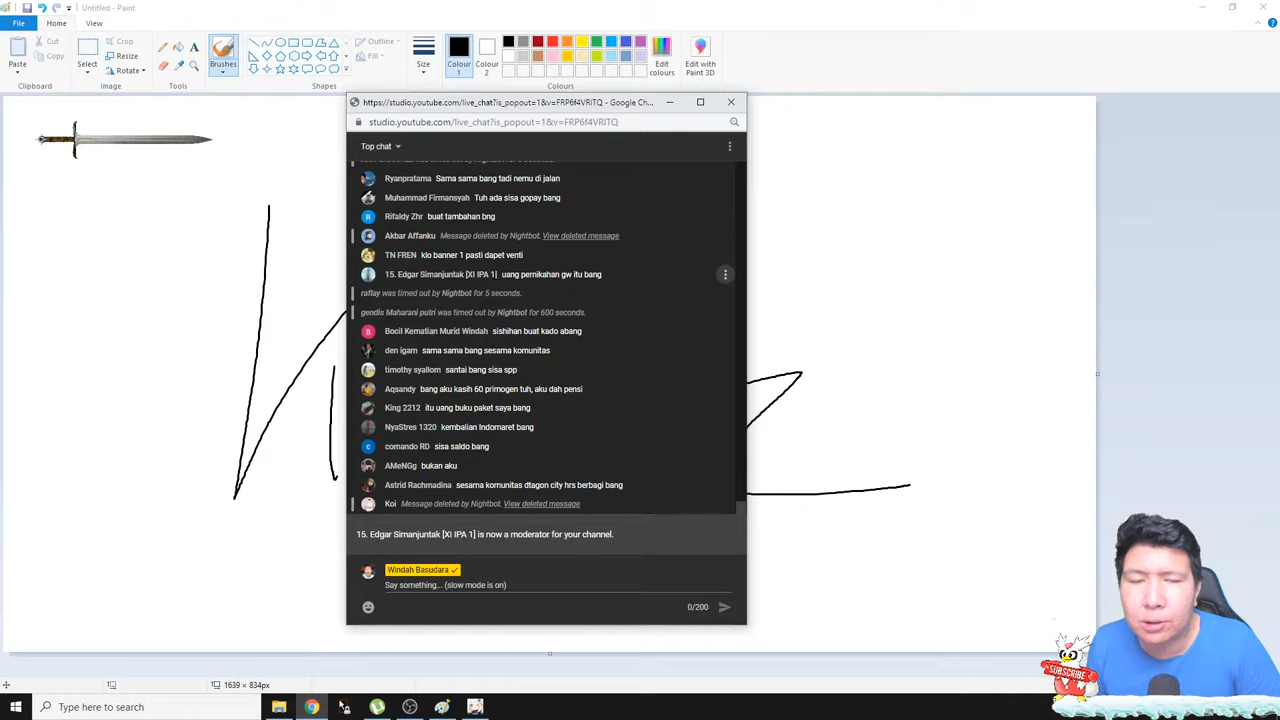 Untitled - Paint
File Home View
Paste
Cut
Copy
Clipboard
Select
Crop
Resize
Rotate
Image
Tools
Brushes
Outline
Fill
Shapes
Size
Colour 1
Colour 2
Edit colours
Colours
Edit with Paint 3D
https://studio.youtube.com/live_chat?is_popout=1&v=FRP6f4VRlTQ - Google Ch...
studio.youtube.com/live_chat?is_popout=1&v=FRP6f4VRlTQ
Top chat
Ryanpratama Sama sama bang tadi nemu di jalan
Muhammad Firmansyah Tuh ada sisa gopay bang
Rifaldy Zhr buat tambahan bng
Akbar Affanku Message deleted by Nightbot. View deleted message
TN FREN klo banner 1 pasti dapet venti
15. Edgar Simanjuntak [XI IPA 1] uang pernikahan gw itu bang
raflay was timed out by Nightbot for 5 seconds.
gendis Maharani putri was timed out by Nightbot for 600 seconds.
B Bocil Kematian Murid Windah sishihan buat kado abang
den igam sama sama bang sesama komunitas
timothy syallom santai bang sisa spp
Aqsandy bang aku kasih 60 primogen tuh, aku dah pensi
King 2212 itu uang buku paket saya bang
NyaStres 1320 kembalian Indomaret bang
c comando RD sisa saldo bang
AMeNGg bukan aku
Astrid Rachmadina sesama komunitas dtagon city hrs berbagi bang
Koi Message deleted by Nightbot. View deleted message
15. Edgar Simanjuntak [XI IPA 1] is now a moderator for your channel.
Windah Basudara
Say something... (slow mode is on)
0/200
SUBSCRIBE
1639 × 834px
Type here to search